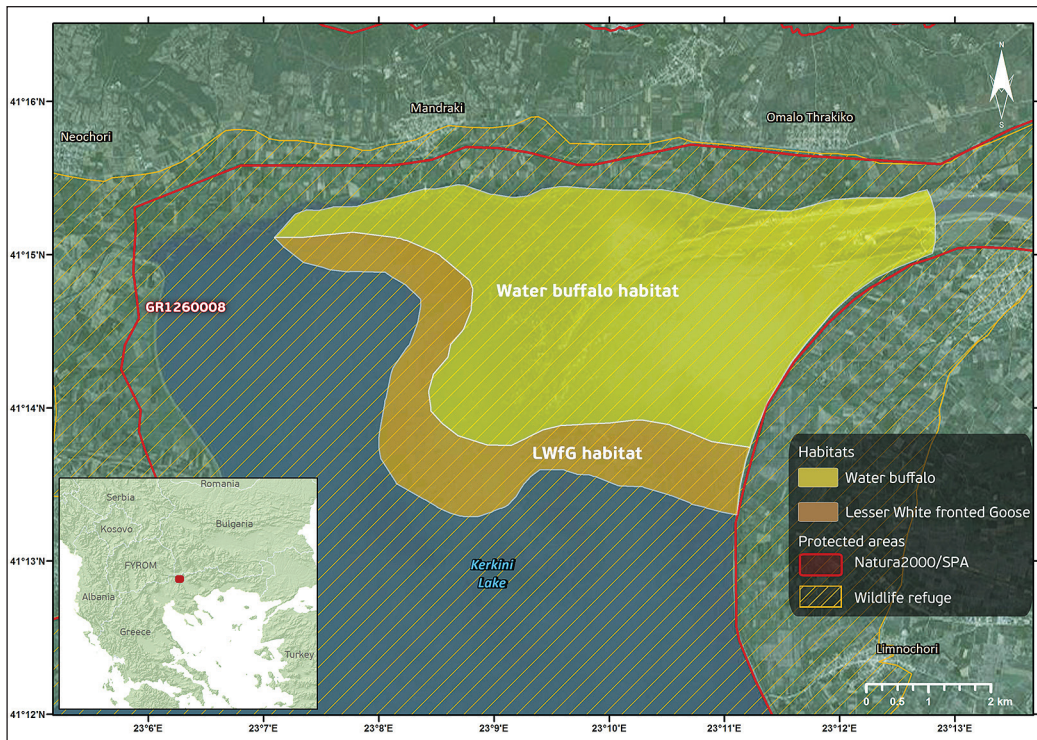 41°16'N
41°15'N
41°14'N
41°13'N
41°12'N
N
S
Neochori
Mandraki
Omalo Thrakiko
GR1260008
Water buffalo habitat
LWfG habitat
Kerkini
Lake
Limnochori
Habitats
Water buffalo
Lesser White fronted Goose
Protected areas
Natura2000/SPA
Wildlife refuge
0 0.5 1 2 km
Romania
Serbia
Kosovo
Bulgaria
FYROM
Albania
Greece
Turkey
23°6'E 23°7'E 23°8'E 23°9'E 23°10'E 23°11'E 23°12'E 23°13'E